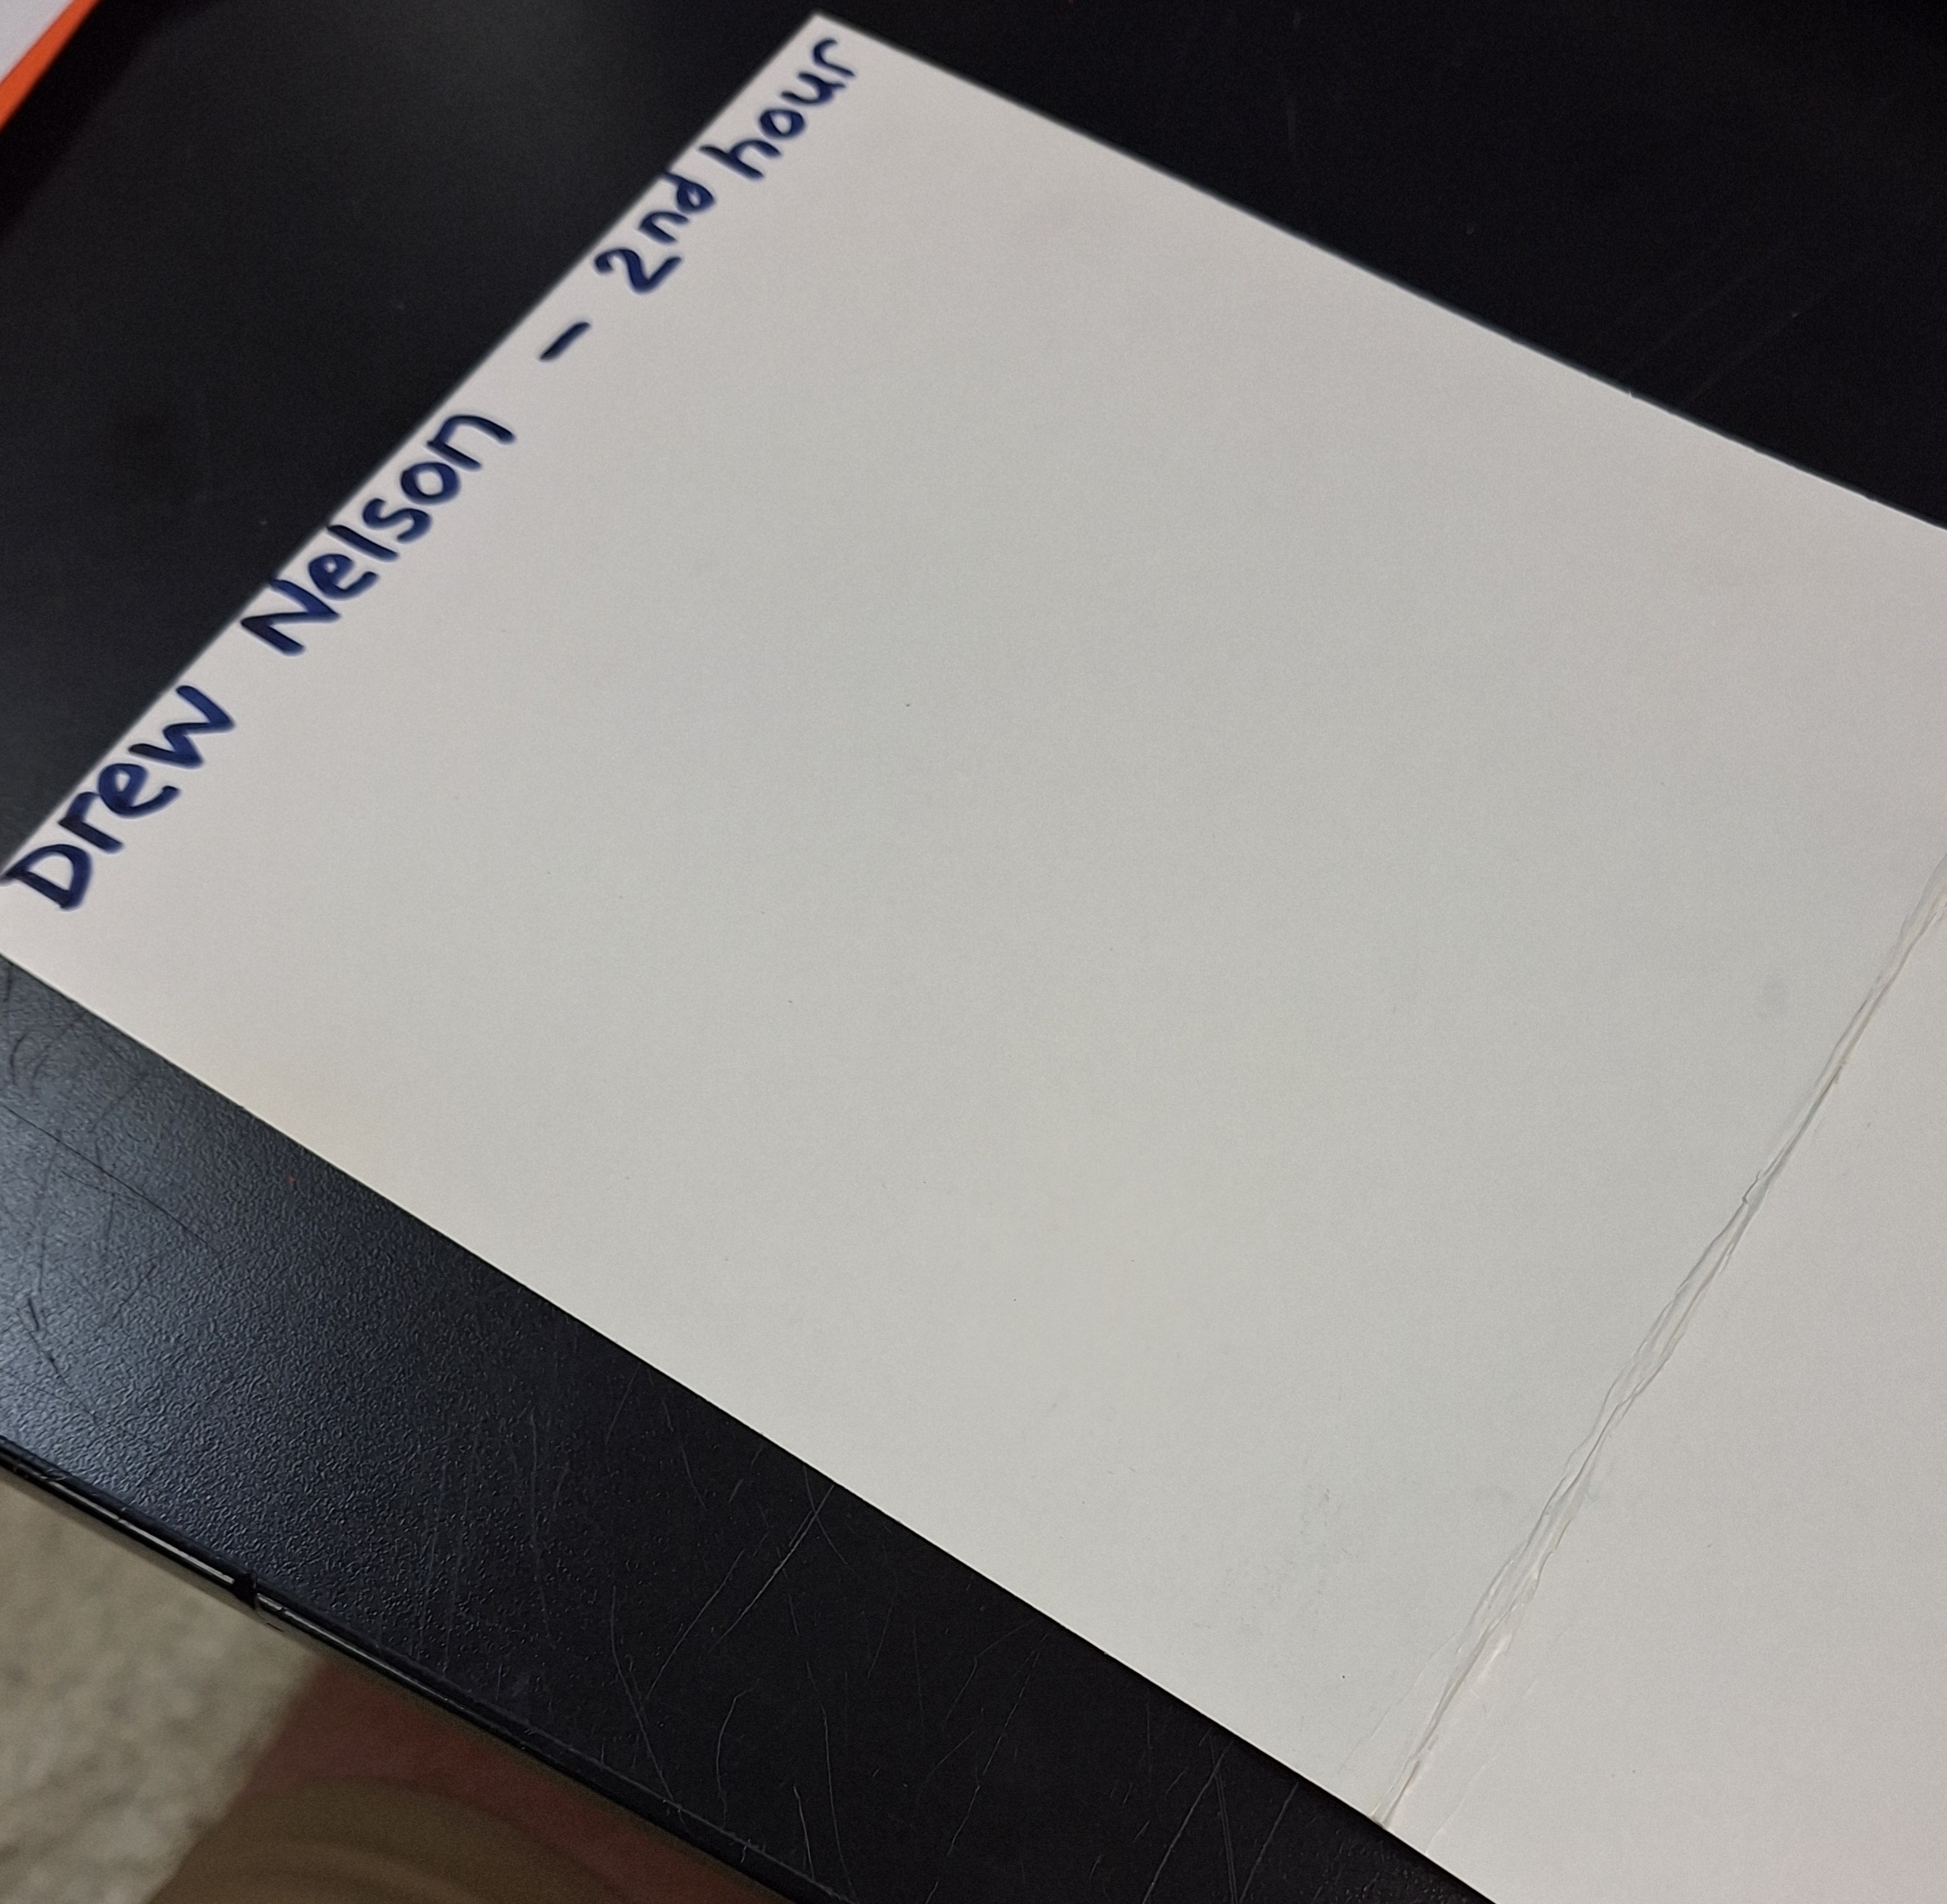 Drew Nelson - 2nd hour